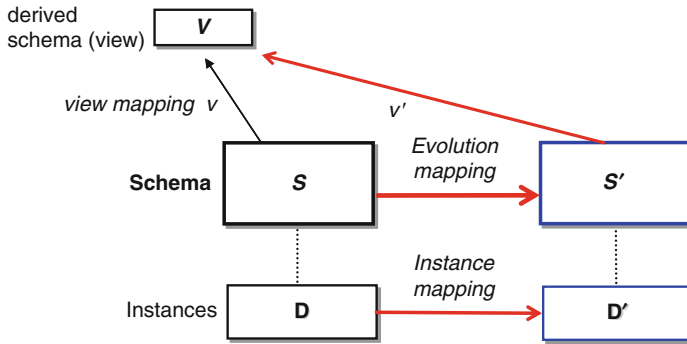 derived
schema (view)
V
view mapping v
v′
Evolution
mapping
Schema
S
S′
Instance
mapping
Instances
D
D′